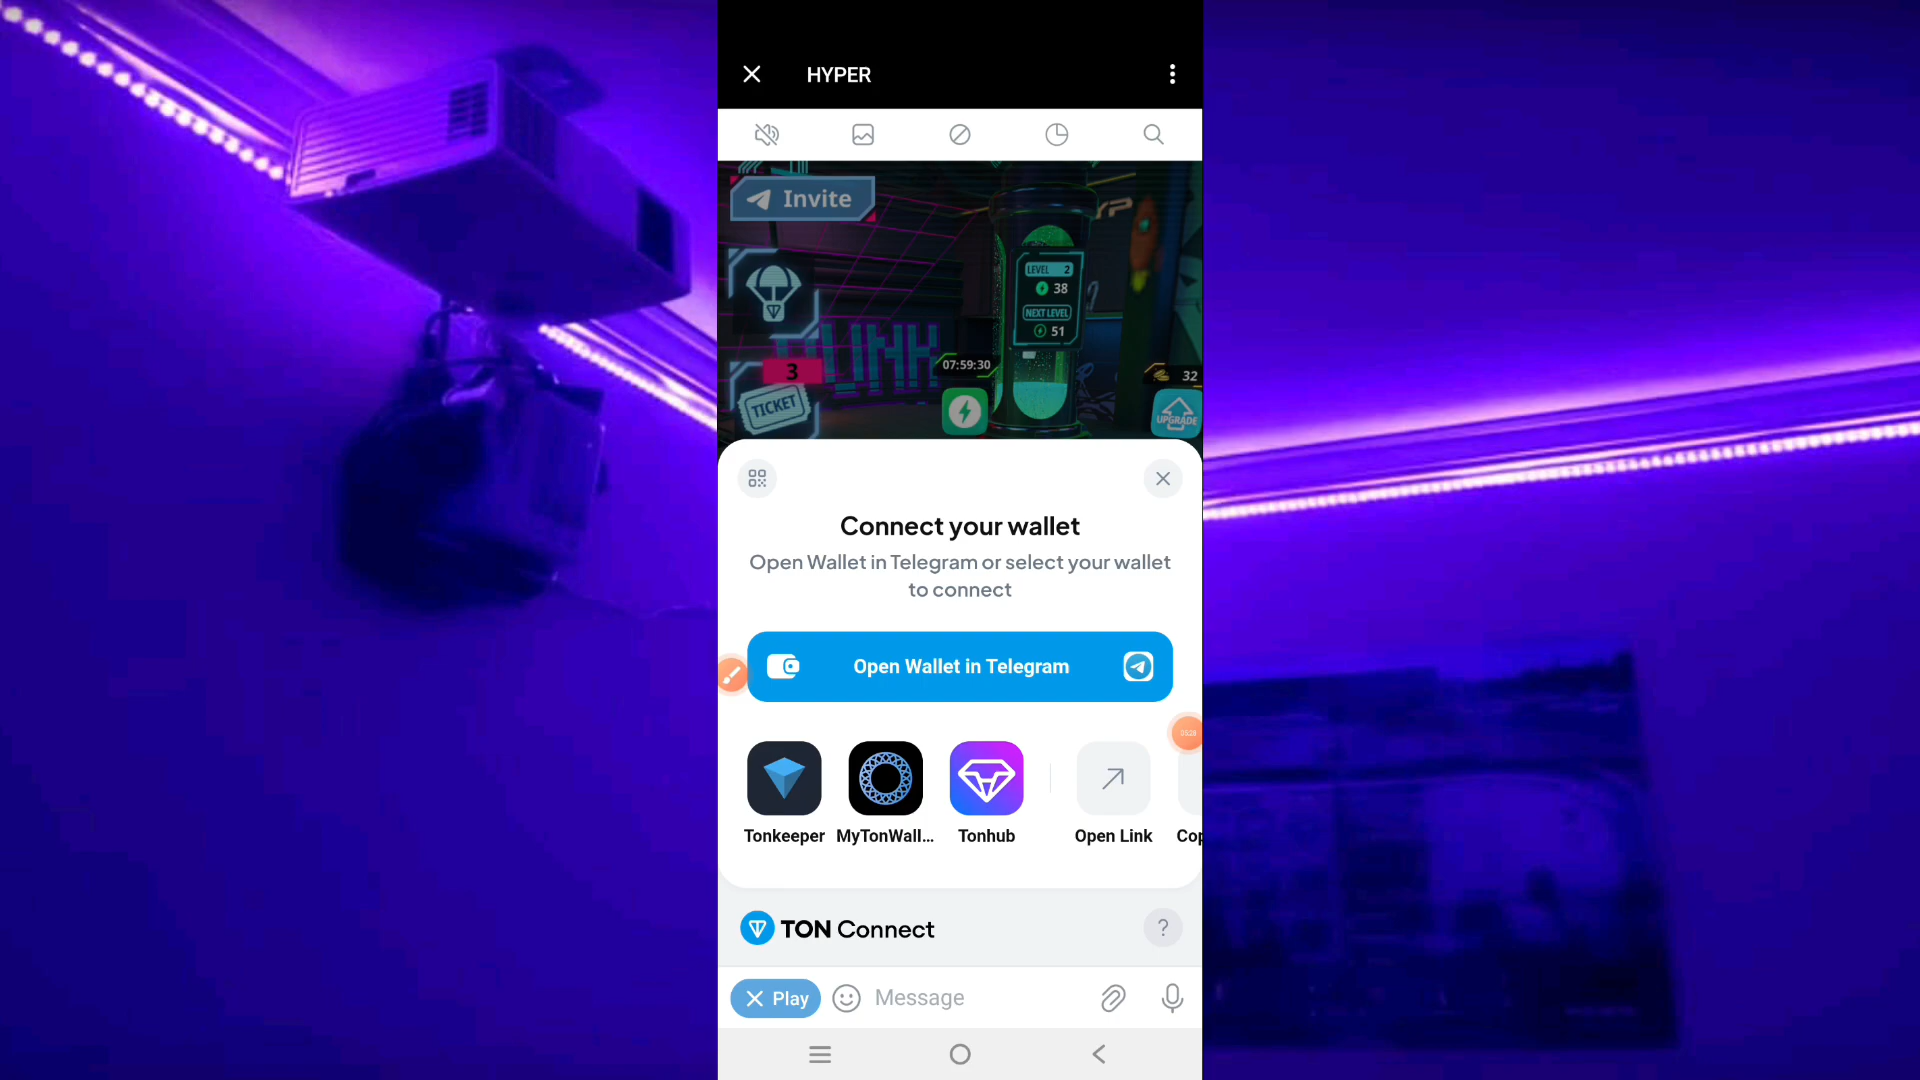 HYPER
Invite
LEVEL 2
38
NEXT LEVEL
51
3
07:59:30
32
TICKET
UPGRADE
Connect your wallet
Open Wallet in Telegram or select your wallet
to connect
Open Wallet in Telegram
Tonkeeper
MyTonWall...
Tonhub
Open Link
Cop
TON Connect
?
Play
Message